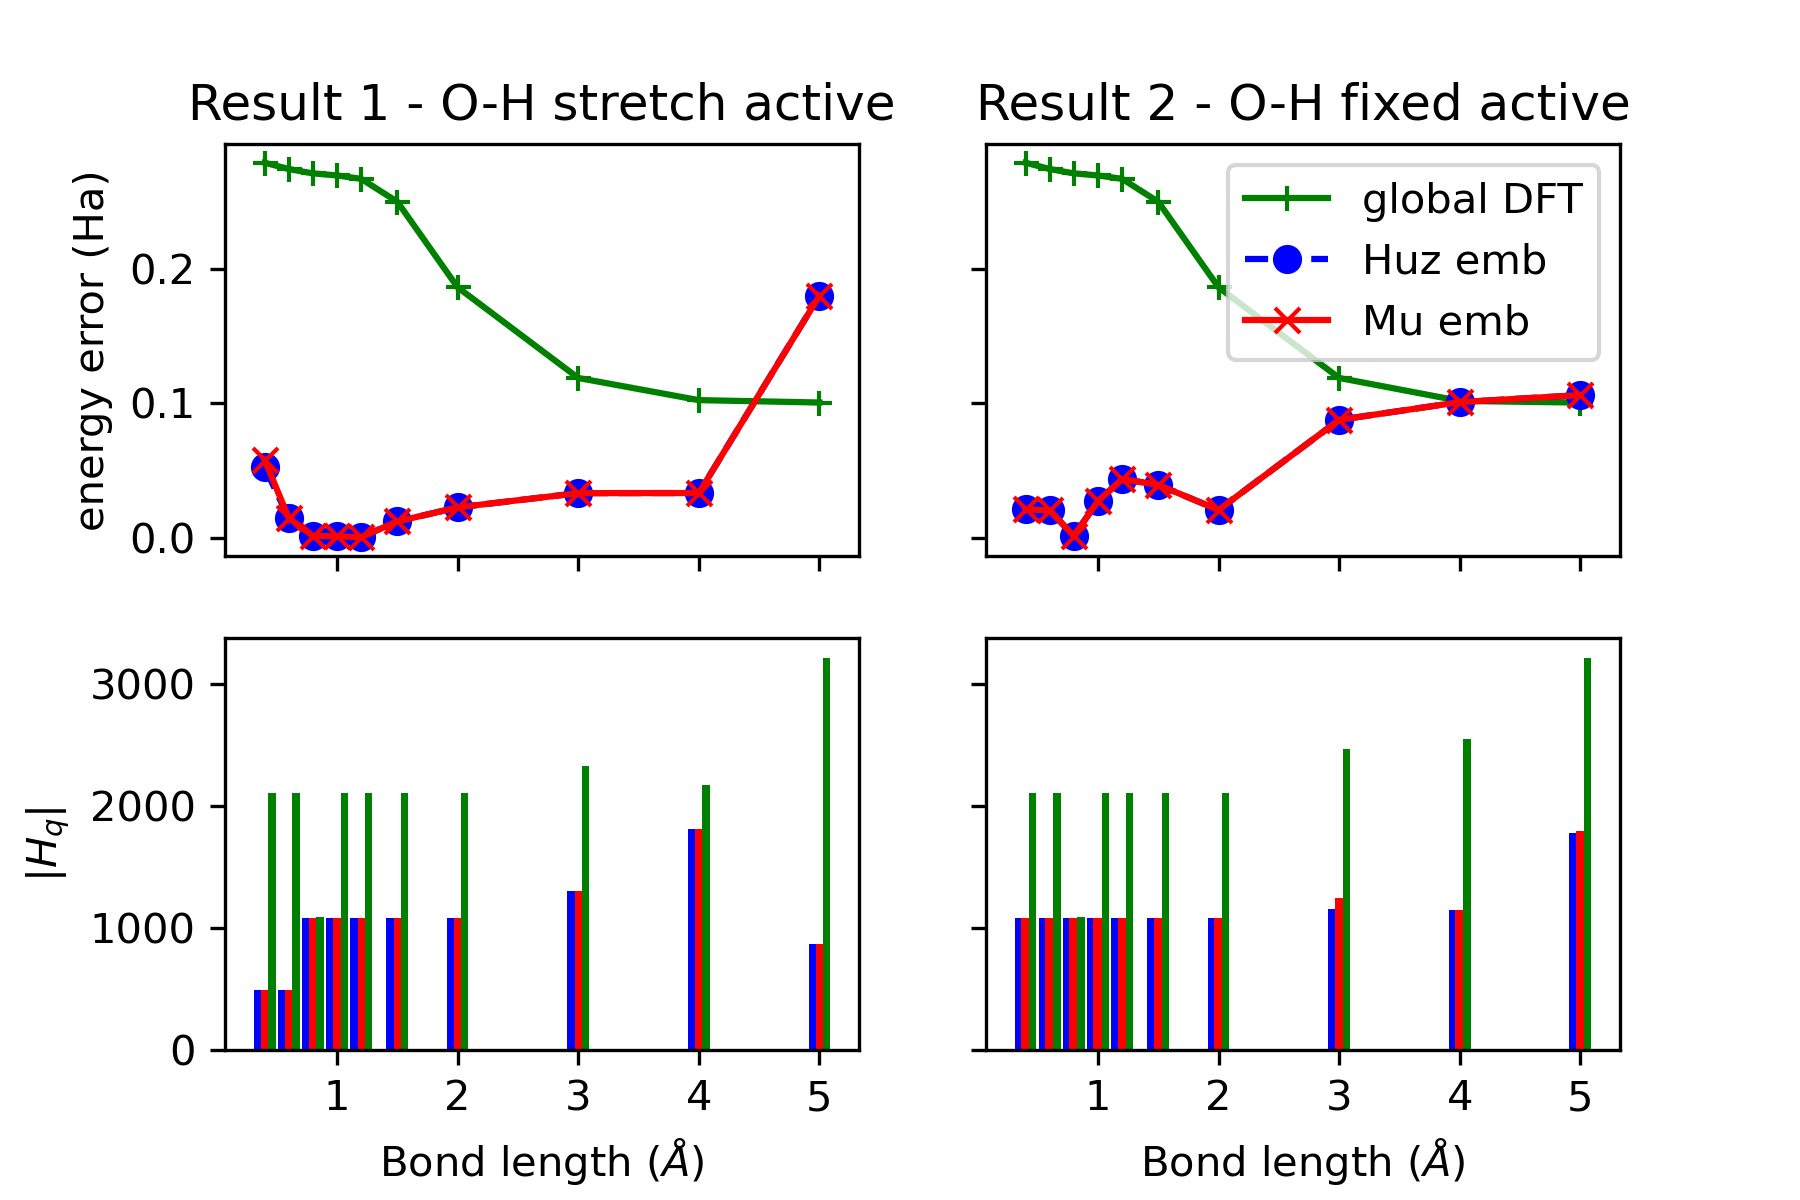 Result 1 - O-H stretch active
Result 2 - O-H fixed active
energy error (Ha)
0.2
0.1
0.0
global DFT
Huz emb
Mu emb
|H_q|
3000
2000
1000
0
1 2 3 4 5
1 2 3 4 5
Bond length (Å)
Bond length (Å)